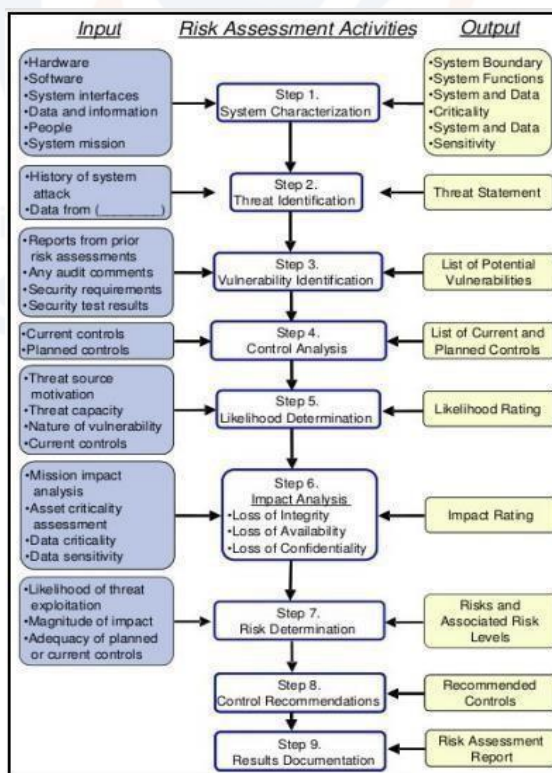 Input
Risk Assessment Activities
Output
•Hardware
•Software
•System interfaces
•Data and information
•People
•System mission
Step 1.
System Characterization
•System Boundary
•System Functions
•System and Data
•Criticality
•System and Data
•Sensitivity
•History of system
attack
•Data from (________)
Step 2.
Threat Identification
Threat Statement
•Reports from prior
risk assessments
•Any audit comments
•Security requirements
•Security test results
Step 3.
Vulnerability Identification
List of Potential
Vulnerabilities
•Current controls
•Planned controls
Step 4.
Control Analysis
List of Current and
Planned Controls
•Threat source
motivation
•Threat capacity
•Nature of vulnerability
•Current controls
Step 5.
Likelihood Determination
Likelihood Rating
•Mission impact
analysis
•Asset criticality
assessment
•Data criticality
•Data sensitivity
Step 6.
Impact Analysis
•Loss of Integrity
•Loss of Availability
•Loss of Confidentiality
Impact Rating
•Likelihood of threat
exploitation
•Magnitude of impact
•Adequacy of planned
or current controls
Step 7.
Risk Determination
Risks and
Associated Risk
Levels
Step 8.
Control Recommendations
Recommended
Controls
Step 9.
Results Documentation
Risk Assessment
Report